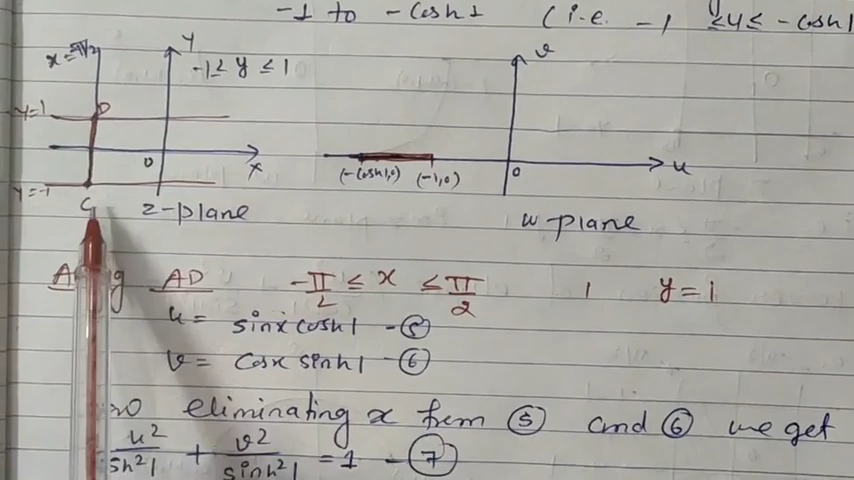 -1 to -cosh1 (i.e. -1 ≤u≤ -cosh1
x=-π/2 y -1≤ y ≤ 1 v
y=1 D
0 x (-cosh1,0) (-1,0) 0 u
y=-1
C z-plane w plane
AD -π/2 ≤ x ≤ π/2 , y=1
u= sinx cosh1 -⑤
v= cosx sinh1 -⑥
eliminating x from ⑤ and ⑥ we get
u²/sh²1 + v²/sinh²1 =1 -⑦